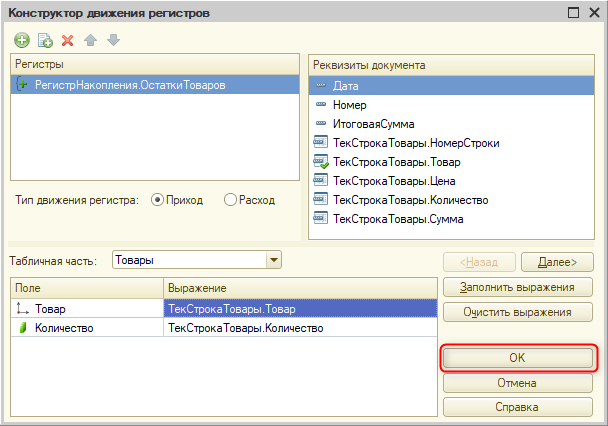 Конструктор движения регистров
Регистры
РегистрНакопления.ОстаткиТоваров
Тип движения регистра:
Приход
Расход
Реквизиты документа
Дата
Номер
ИтоговаяСумма
ТекСтрокаТовары.НомерСтроки
ТекСтрокаТовары.Товар
ТекСтрокаТовары.Цена
ТекСтрокаТовары.Количество
ТекСтрокаТовары.Сумма
Табличная часть:
Товары
<Назад
Далее>
Поле Выражение
Товар ТекСтрокаТовары.Товар
Количество ТекСтрокаТовары.Количество
Заполнить выражения
Очистить выражения
OK
Отмена
Справка